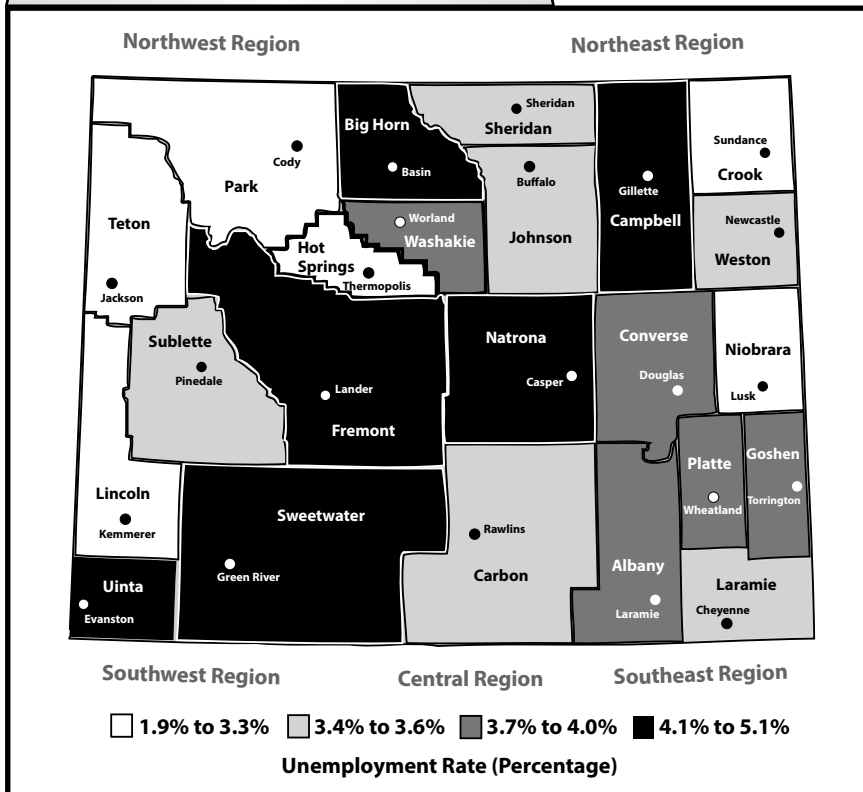 Northwest Region
Northeast Region
Big Horn
Basin
Sheridan
Sheridan
Cody
Park
Buffalo
Johnson
Gillette
Campbell
Sundance
Crook
Teton
Jackson
Worland
Washakie
Hot
Springs
Thermopolis
Newcastle
Weston
Sublette
Pinedale
Lander
Fremont
Natrona
Casper
Converse
Douglas
Niobrara
Lusk
Lincoln
Kemmerer
Sweetwater
Green River
Rawlins
Carbon
Platte
Wheatland
Goshen
Torrington
Uinta
Evanston
Albany
Laramie
Laramie
Cheyenne
Southwest Region
Central Region
Southeast Region
1.9% to 3.3% 3.4% to 3.6% 3.7% to 4.0% 4.1% to 5.1%
Unemployment Rate (Percentage)